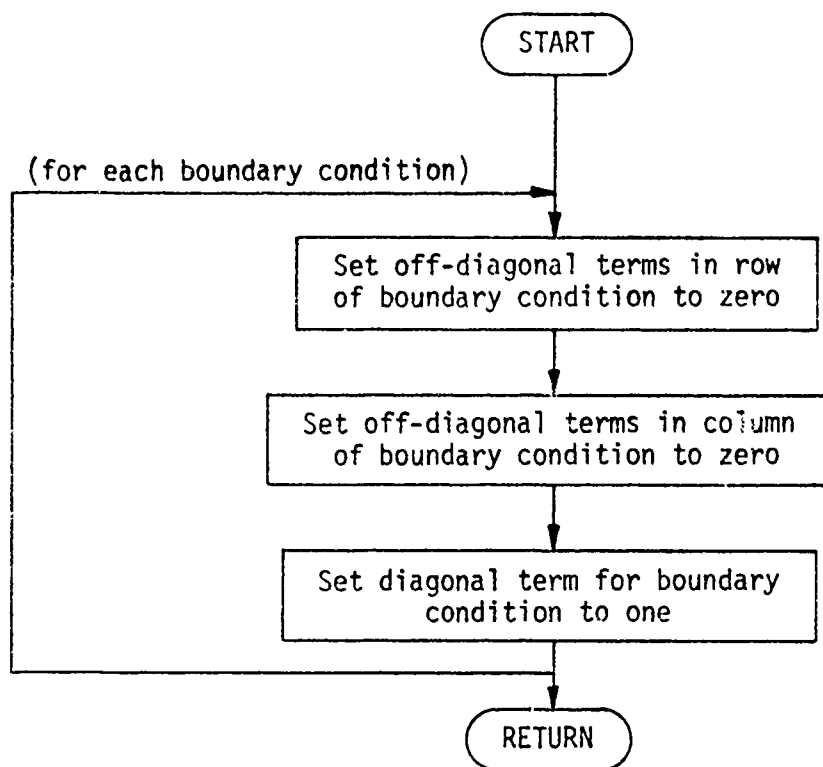 START
(for each boundary condition)
Set off-diagonal terms in row
of boundary condition to zero
Set off-diagonal terms in column
of boundary condition to zero
Set diagonal term for boundary
condition to one
RETURN